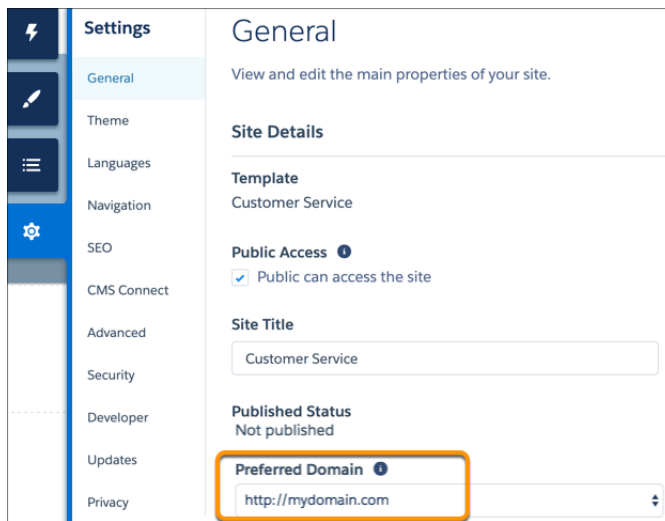 Settings
General
Theme
Languages
Navigation
SEO
CMS Connect
Advanced
Security
Developer
Updates
Privacy
General
View and edit the main properties of your site.
Site Details
Template
Customer Service
Public Access
Public can access the site
Site Title
Customer Service
Published Status
Not published
Preferred Domain
http://mydomain.com